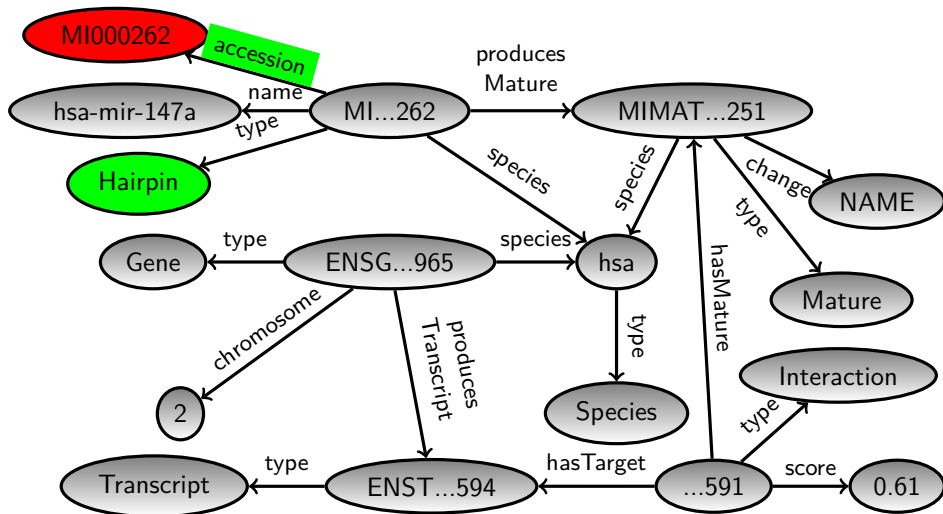 MI000262
accession
produces
Mature
hsa-mir-147a
name
MI...262
MIMAT...251
type
Hairpin
species
species
change
NAME
type
Gene
type
ENSG...965
species
hsa
hasMature
Mature
chromosome
produces
Transcript
type
Interaction
2
Species
type
Transcript
type
ENST...594
hasTarget
...591
score
0.61